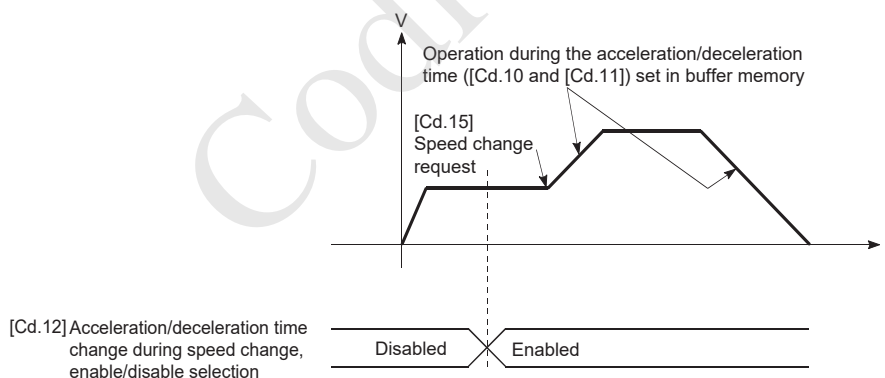 V
Operation during the acceleration/deceleration
time ([Cd.10 and [Cd.11]) set in buffer memory
[Cd.15]
Speed change
request
[Cd.12] Acceleration/deceleration time
change during speed change,
enable/disable selection
Disabled
Enabled